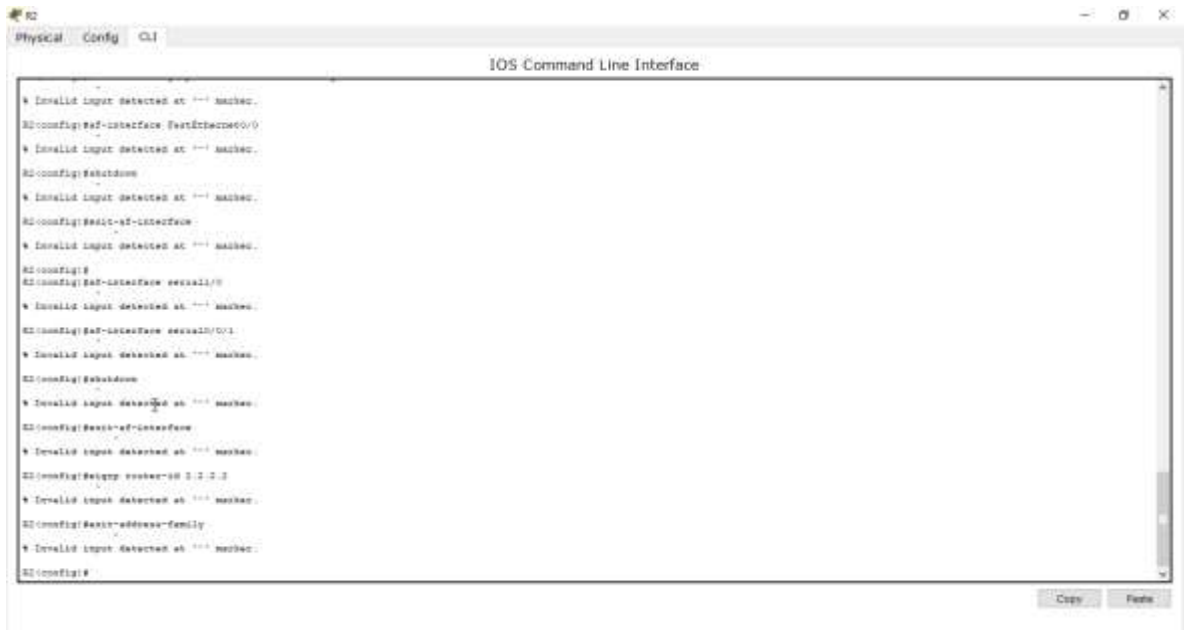 R2
Physical Config CLI
IOS Command Line Interface
^
% Invalid input detected at '^' marker.
R2(config)#af-interface FastEthernet0/0
^
% Invalid input detected at '^' marker.
R2(config)#shutdown
^
% Invalid input detected at '^' marker.
R2(config)#exit-af-interface
^
% Invalid input detected at '^' marker.
R2(config)#
R2(config)#af-interface serial1/0
^
% Invalid input detected at '^' marker.
R2(config)#af-interface serial0/0/1
^
% Invalid input detected at '^' marker.
R2(config)#shutdown
^
% Invalid input detected at '^' marker.
R2(config)#exit-af-interface
^
% Invalid input detected at '^' marker.
R2(config)#eigrp router-id 2.2.2.2
^
% Invalid input detected at '^' marker.
R2(config)#exit-address-family
^
% Invalid input detected at '^' marker.
R2(config)#
Copy Paste